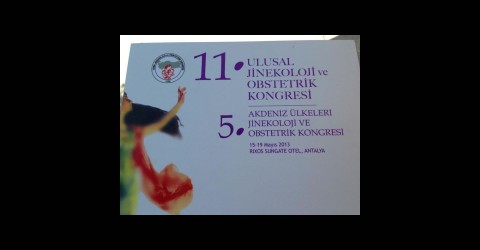 11. ULUSAL
JİNEKOLOJİ ve
OBSTETRİK
KONGRESİ
5. AKDENİZ ÜLKELERİ
JİNEKOLOJİ VE
OBSTETRİK KONGRESİ
15-19 Mayıs 2013
RIXOS SUNGATE OTEL, ANTALYA